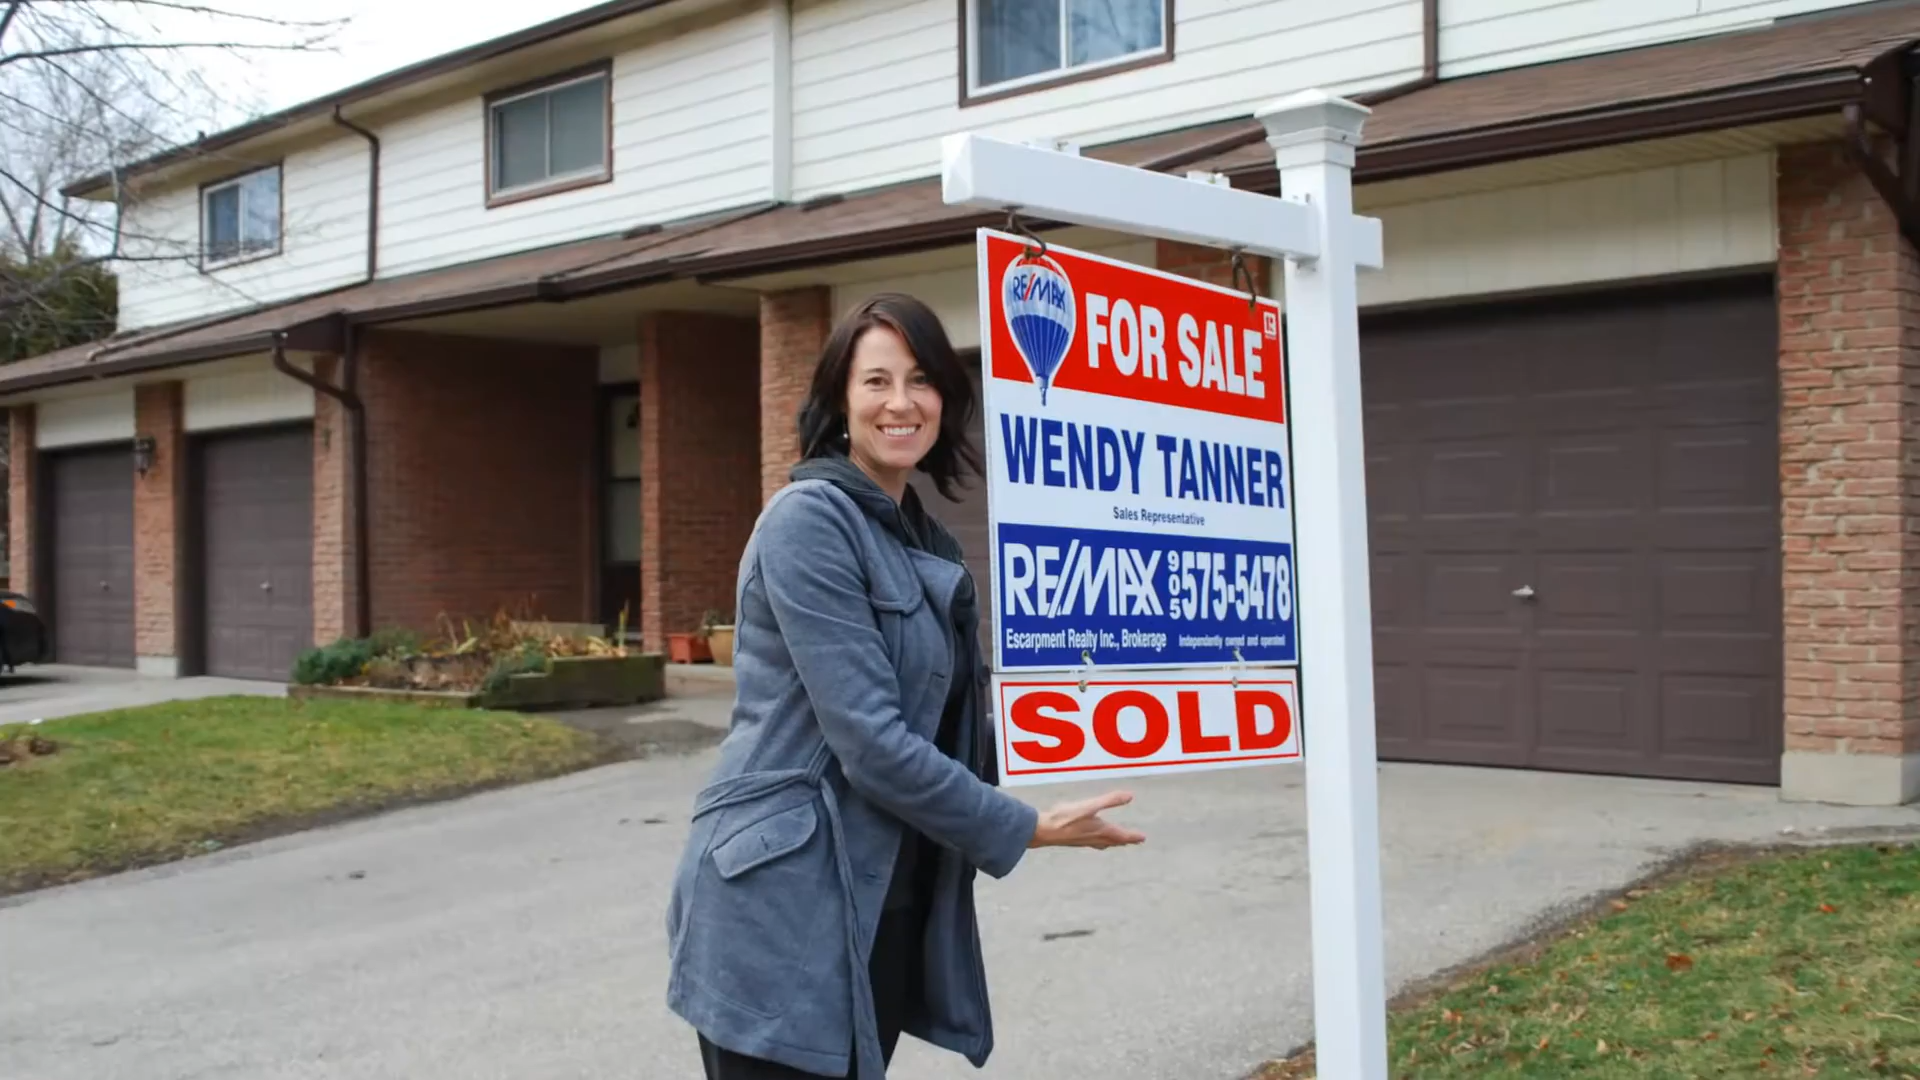 RE/MAX
FOR SALE
WENDY TANNER
Sales Representative
RE/MAX 905 575-5478
Escarpment Realty Inc., Brokerage Independently owned and operated
SOLD